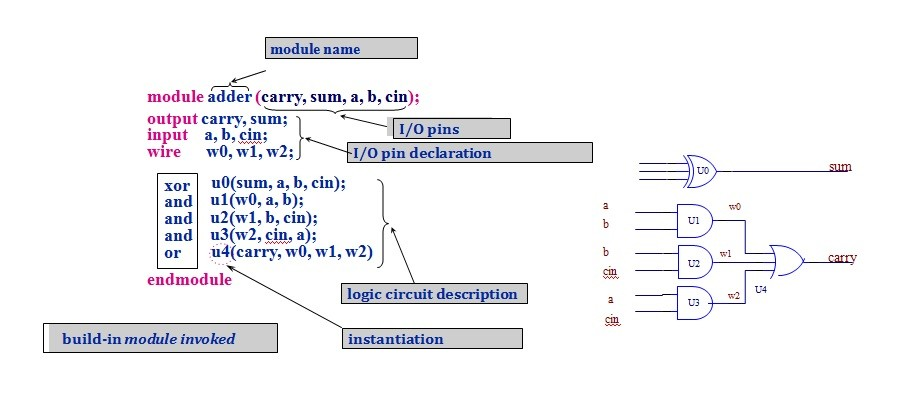 module name
module adder (carry, sum, a, b, cin);
output carry, sum;
input a, b, cin;
wire w0, w1, w2;
I/O pins
I/O pin declaration
xor u0(sum, a, b, cin);
and u1(w0, a, b);
and u2(w1, b, cin);
and u3(w2, cin, a);
or u4(carry, w0, w1, w2)
endmodule
logic circuit description
build-in module invoked
instantiation
U0
sum
a
b
U1
w0
b
cin
U2
w1
carry
a
cin
U3
w2
U4